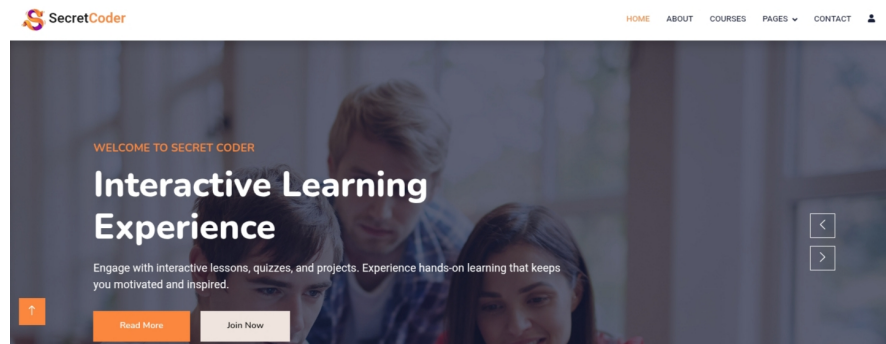 SecretCoder
HOME ABOUT COURSES PAGES CONTACT
WELCOME TO SECRET CODER
Interactive Learning
Experience
Engage with interactive lessons, quizzes, and projects. Experience hands-on learning that keeps
you motivated and inspired.
Read More Join Now